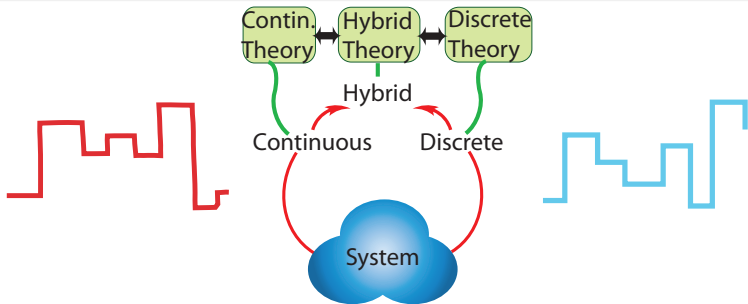 Contin.
Theory
Hybrid
Theory
Discrete
Theory
Hybrid
Continuous
Discrete
System